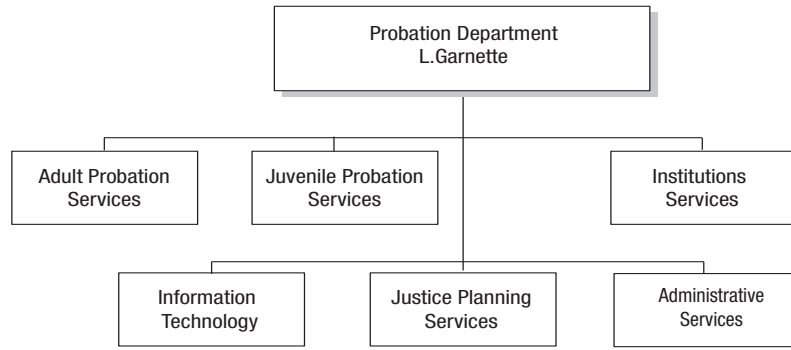 Probation Department
L.Garnette
Adult Probation
Services
Juvenile Probation
Services
Institutions
Services
Information
Technology
Justice Planning
Services
Administrative
Services